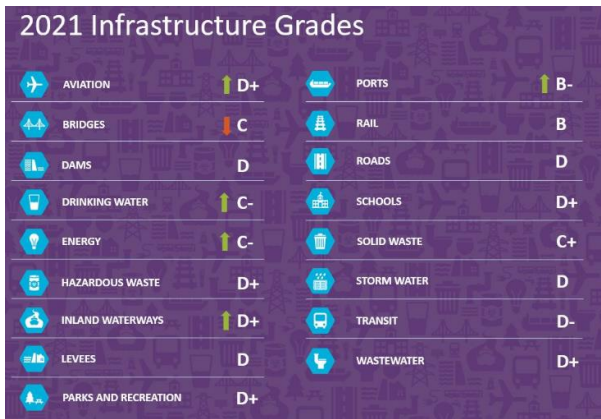 2021 Infrastructure Grades
AVIATION D+
BRIDGES C
DAMS D
DRINKING WATER C-
ENERGY C-
HAZARDOUS WASTE D+
INLAND WATERWAYS D+
LEVEES D
PARKS AND RECREATION D+
PORTS B-
RAIL B
ROADS D
SCHOOLS D+
SOLID WASTE C+
STORM WATER D
TRANSIT D-
WASTEWATER D+